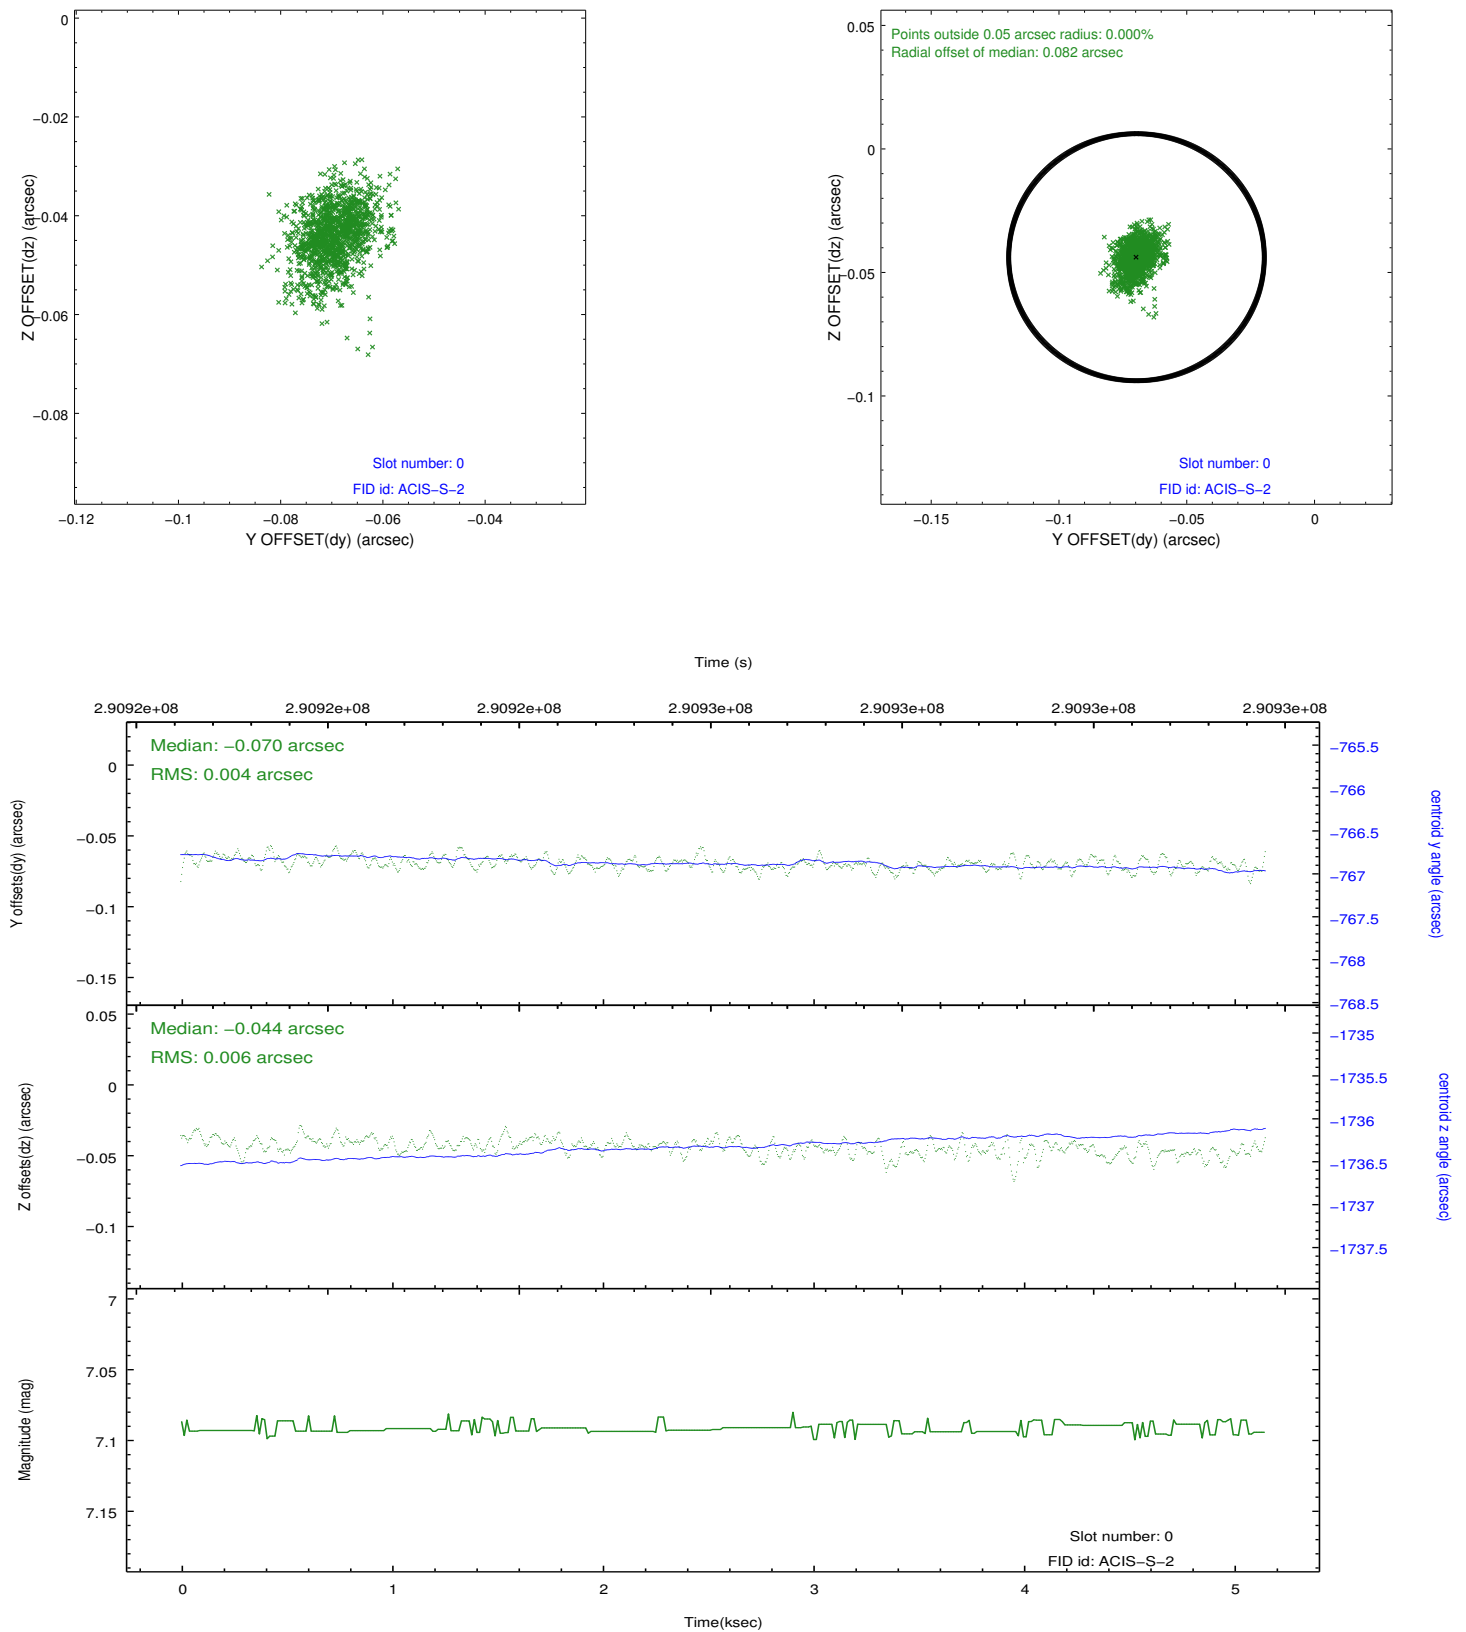 0
−0.02
−0.04
−0.06
−0.08
Z OFFSET(dz) (arcsec)
Slot number: 0
FID id: ACIS−S−2
−0.12 −0.1 −0.08 −0.06 −0.04
Y OFFSET(dy) (arcsec)
Points outside 0.05 arcsec radius: 0.000%
Radial offset of median: 0.082 arcsec
0.05
0
−0.05
−0.1
Z OFFSET(dz) (arcsec)
Slot number: 0
FID id: ACIS−S−2
−0.15 −0.1 −0.05 0
Y OFFSET(dy) (arcsec)
Time (s)
2.9092e+08 2.9092e+08 2.9092e+08 2.9093e+08 2.9093e+08 2.9093e+08 2.9093e+08
Median: −0.070 arcsec
RMS: 0.004 arcsec
0
−0.05
−0.1
−0.15
Y offsets(dy) (arcsec)
−765.5
−766
−766.5
−767
−767.5
−768
−768.5
centroid y angle (arcsec)
Median: −0.044 arcsec
RMS: 0.006 arcsec
0.05
0
−0.05
−0.1
Z offsets(dz) (arcsec)
−1735
−1735.5
−1736
−1736.5
−1737
−1737.5
centroid z angle (arcsec)
7
7.05
7.1
7.15
Magnitude (mag)
Slot number: 0
FID id: ACIS−S−2
0 1 2 3 4 5
Time(ksec)